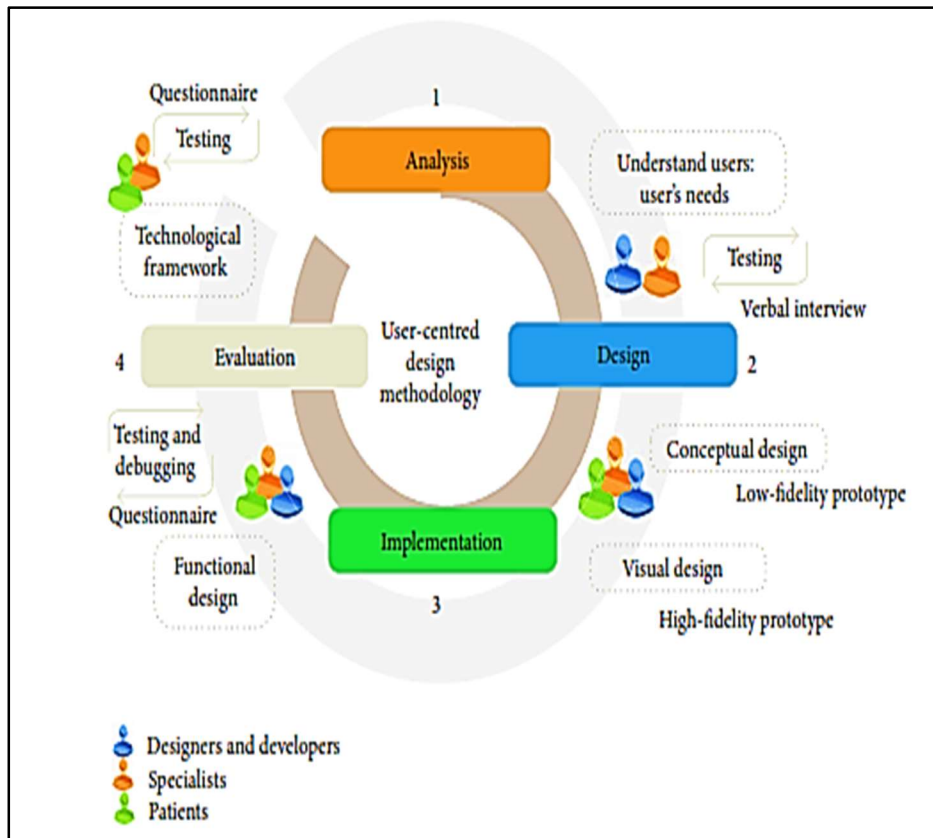 Questionnaire
Testing
Technological
framework
1
Analysis
Understand users:
user's needs
Testing
Verbal interview
4
Evaluation
User-centred
design
methodology
Design
2
Testing and
debugging
Questionnaire
Functional
design
Conceptual design
Low-fidelity prototype
Implementation
3
Visual design
High-fidelity prototype
Designers and developers
Specialists
Patients